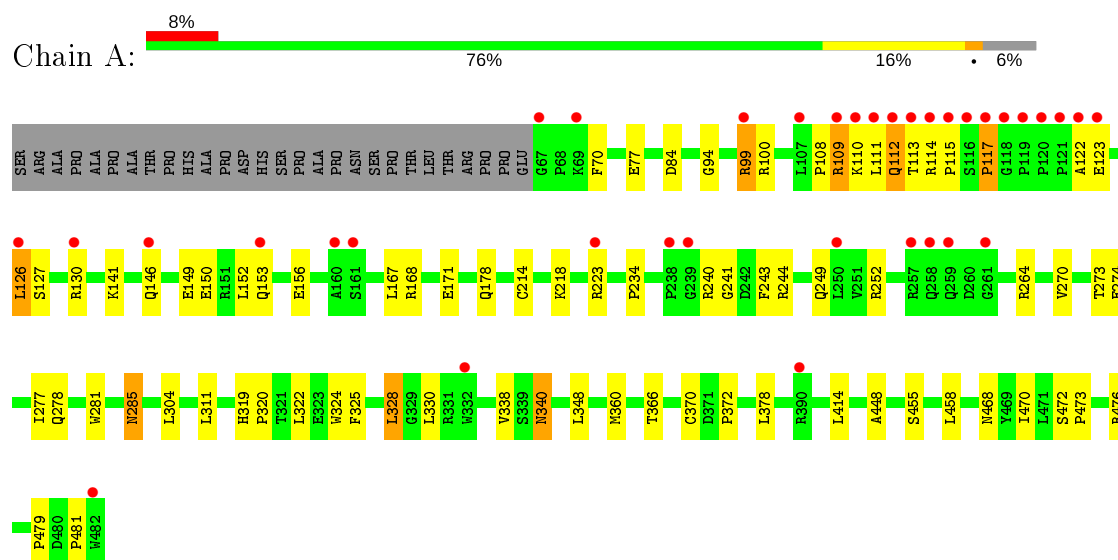 8%
Chain A:
76% 16% • 6%
SER ARG ALA PRO ALA PRO ALA THR PRO HIS ALA PRO ASP HIS SER PRO ALA PRO ASN SER PRO THR LEU THR ARG PRO PRO GLU G67 P68 K69 F70 E77 D84 G94 R99 R100 L107 P108 R109 K110 L111 Q112 T113 R114 P115 S116 P117 G118 P119 P120 P121 A122 E123
L126 S127 R130 K141 Q146 E149 E150 R151 L152 Q153 E156 A160 S161 L167 R168 E171 Q178 C214 K218 R223 P234 P238 G239 R240 G241 D242 F243 R244 Q249 L250 V251 R252 R257 Q258 Q259 D260 G261 R264 V270 T273
I277 Q278 W281 N285 L304 L311 H319 P320 T321 L322 E323 W324 F325 L328 G329 L330 R331 W332 V338 S339 N340 L348 M360 T366 C370 D371 P372 L378 R390 L414 A448 S455 L458 N468 Y469 I470 L471 S472 P473
P479 D480 P481 W482